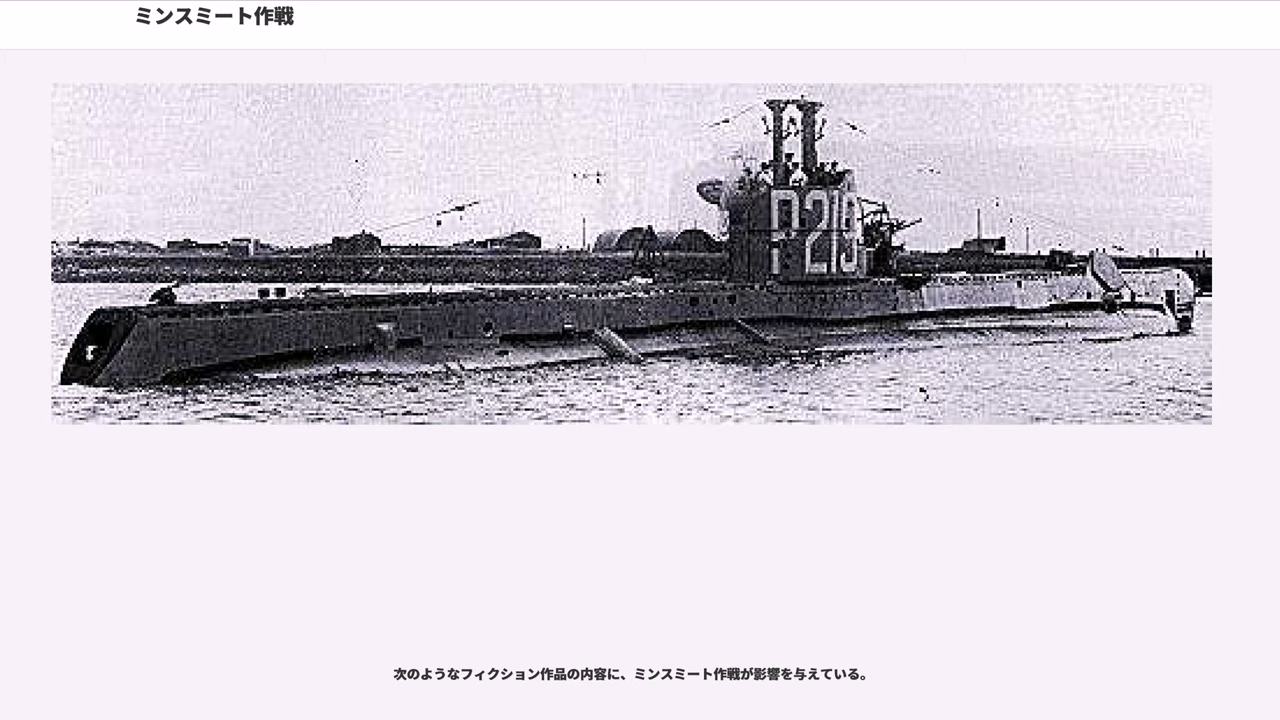 ミンスミート作戦
P219
次のようなフィクション作品の内容に、ミンスミート作戦が影響を与えている。